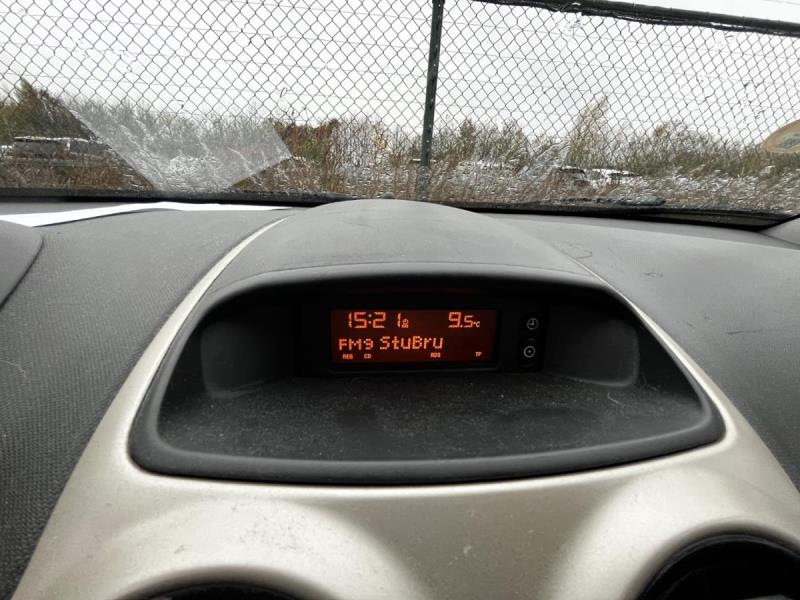 15:21 9.5°C
FM9 StuBru
REG CD RDS TP